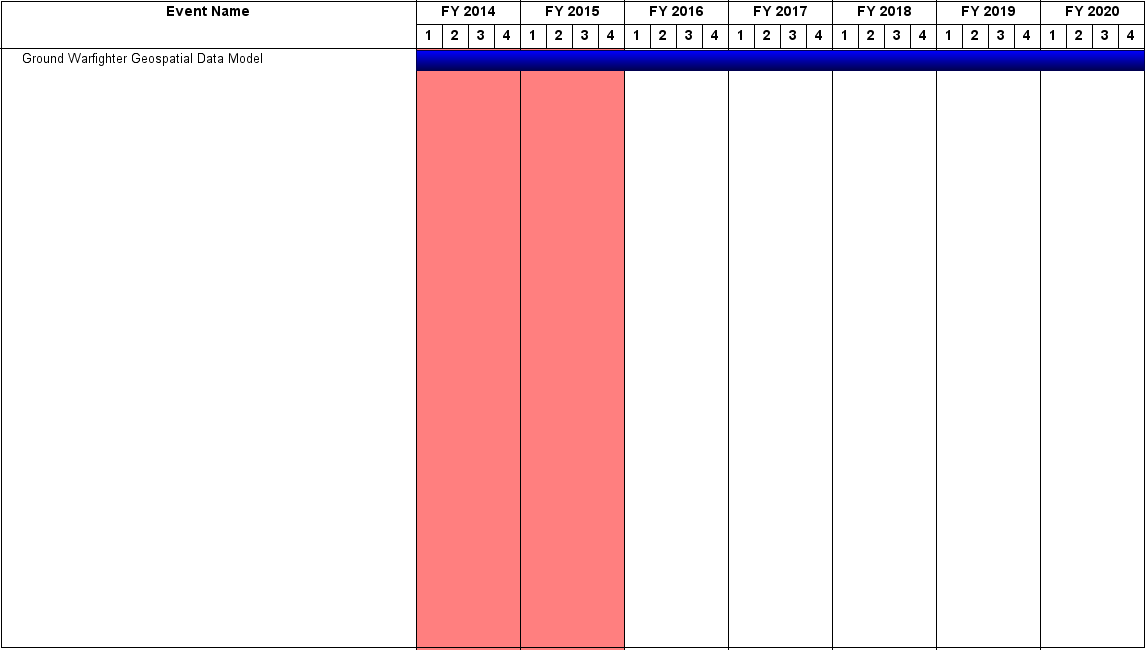 Event Name FY 2014 FY 2015 FY 2016 FY 2017 FY 2018 FY 2019 FY 2020
1 2 3 4 1 2 3 4 1 2 3 4 1 2 3 4 1 2 3 4 1 2 3 4 1 2 3 4
Ground Warfighter Geospatial Data Model